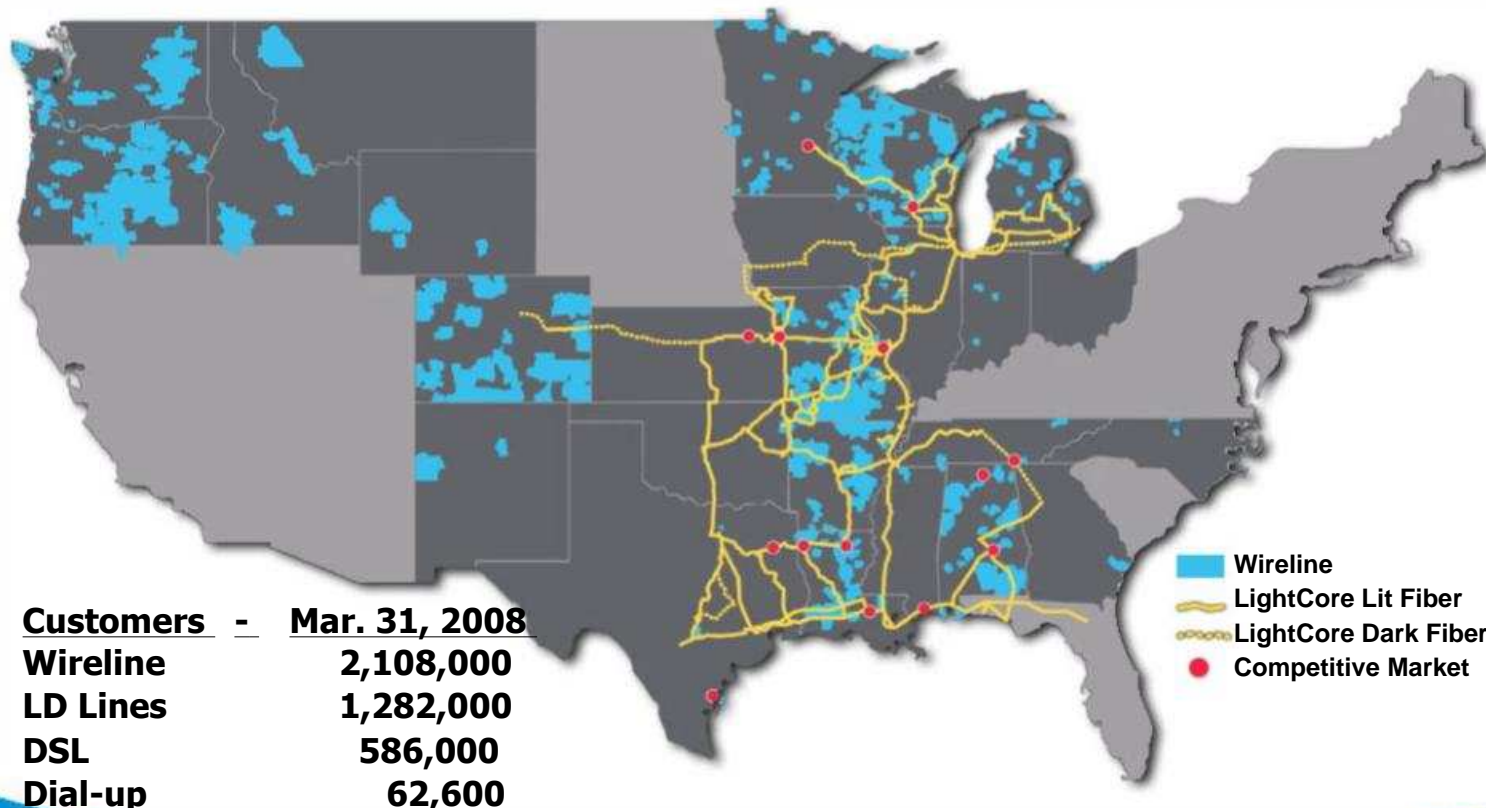 Wireline
LightCore Lit Fiber
LightCore Dark Fiber
Competitive Market
Customers - Mar. 31, 2008
Wireline 2,108,000
LD Lines 1,282,000
DSL 586,000
Dial-up 62,600